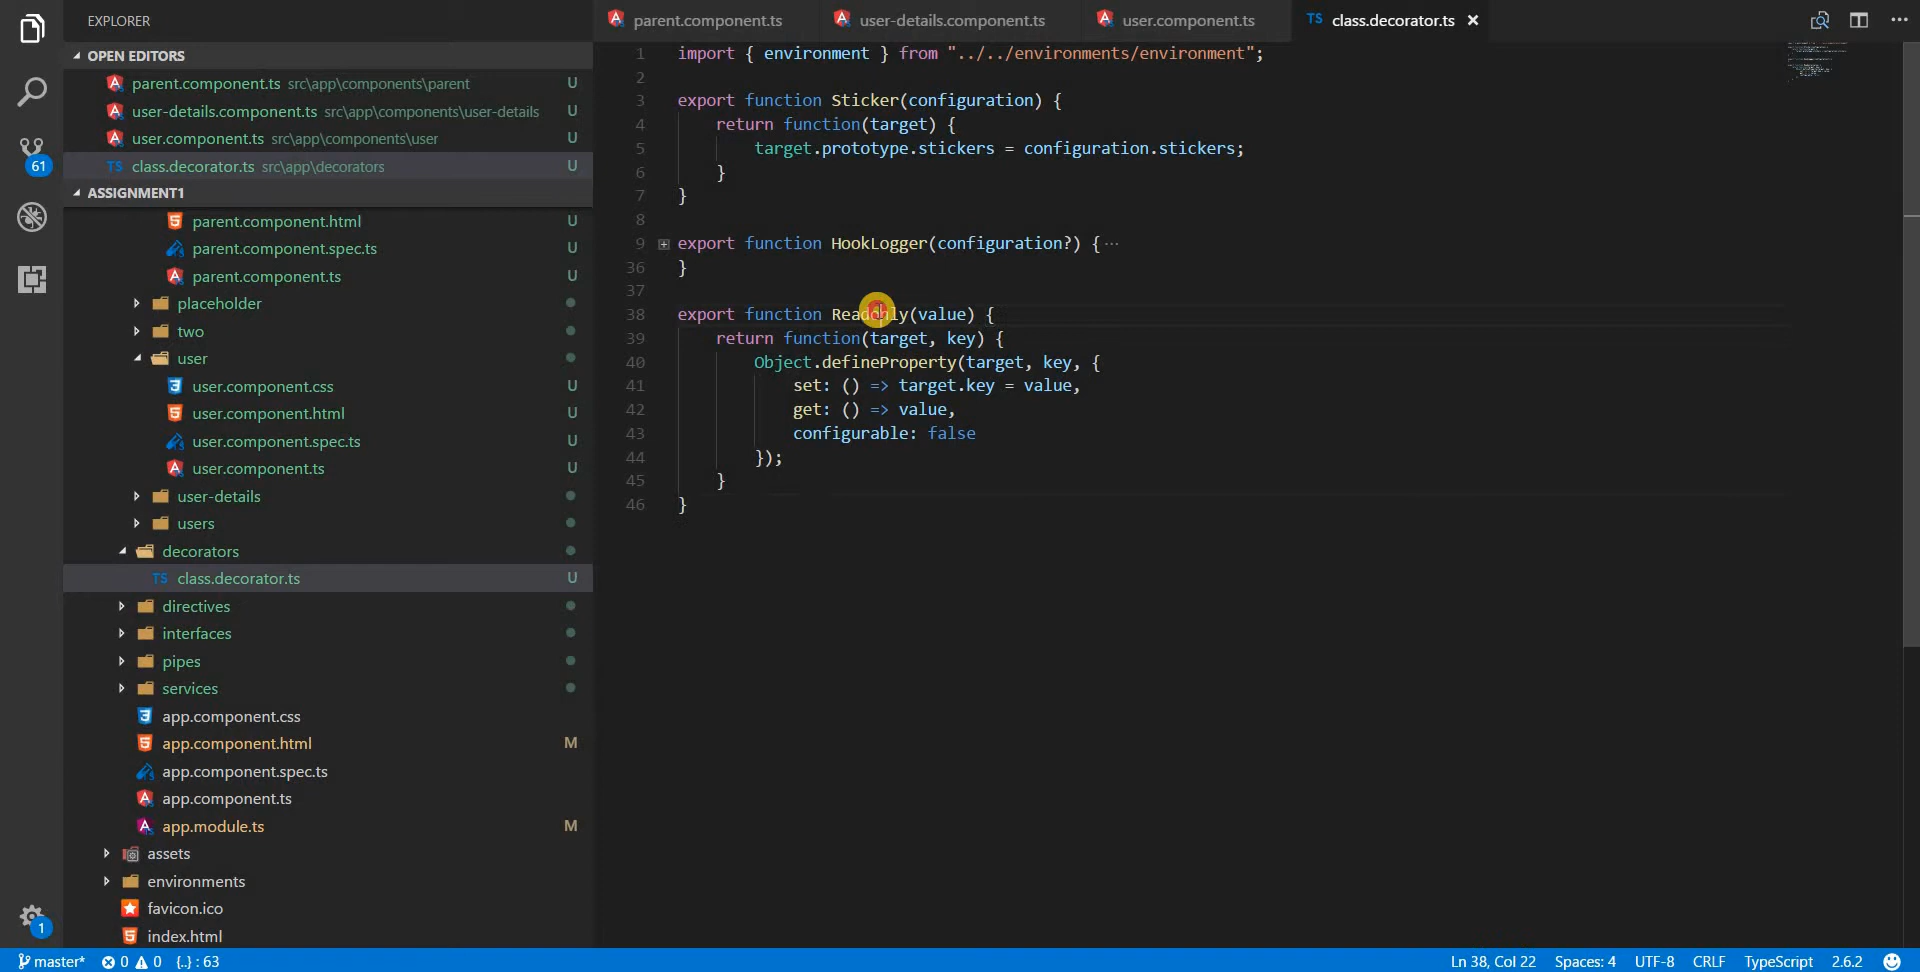 EXPLORER
OPEN EDITORS
parent.component.ts src\app\components\parent U
user-details.component.ts src\app\components\user-details U
user.component.ts src\app\components\user U
TS class.decorator.ts src\app\decorators U
61
ASSIGNMENT1
parent.component.html U
parent.component.spec.ts U
parent.component.ts U
placeholder
two
user
user.component.css U
user.component.html U
user.component.spec.ts U
user.component.ts U
user-details
users
decorators
TS class.decorator.ts U
directives
interfaces
pipes
services
app.component.css
app.component.html M
app.component.spec.ts
app.component.ts
app.module.ts M
assets
environments
favicon.ico
index.html
1
parent.component.ts user-details.component.ts user.component.ts TS class.decorator.ts
1 import { environment } from "../../environments/environment";
2
3 export function Sticker(configuration) {
4 return function(target) {
5 target.prototype.stickers = configuration.stickers;
6 }
7 }
8
9 export function HookLogger(configuration?) {...
36 }
37
38 export function Readonly(value) {
39 return function(target, key) {
40 Object.defineProperty(target, key, {
41 set: () => target.key = value,
42 get: () => value,
43 configurable: false
44 });
45 }
46 }
master* 0 0 {..} : 63 Ln 38, Col 22 Spaces: 4 UTF-8 CRLF TypeScript 2.6.2